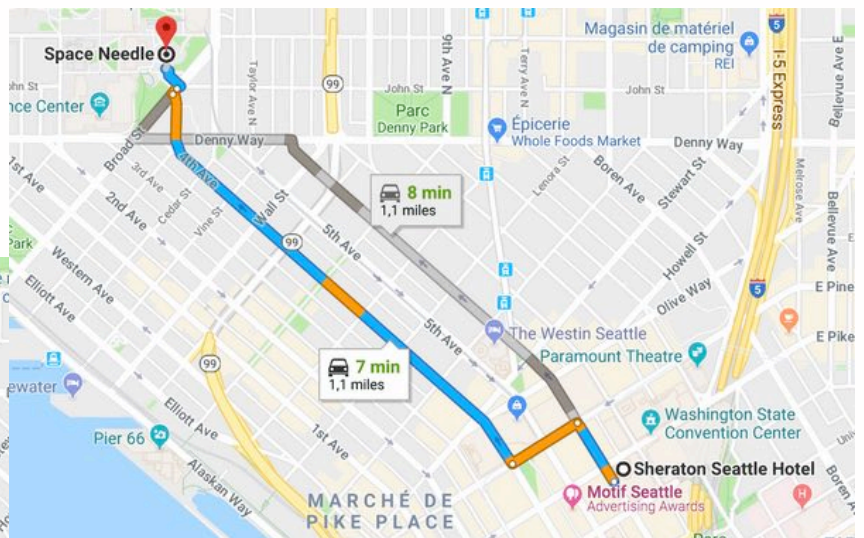 Magasin de matériel
de camping
REI
Space Needle
9th Ave N
Terry Ave N
I-5 Express
5
Bellevue Ave E
John St
Taylor Ave N
99
John St
John St
nce Center
Parc
Denny Park
Épicerie
Whole Foods Market
Broad St
Denny Way
Denny Way
1st Ave
4th Ave
3rd Ave
2nd Ave
Cedar St
Vine St
Wall St
Lenora St
Boren Ave
Stewart St
Melrose Ave
Bellevue Ave
8 min
1,1 miles
Park
Western Ave
99
5th Ave
Howell St
Elliott Ave
Olive Way
5
E Pine
The Westin Seattle
5th Ave
E Pike
Paramount Theatre
99
7 min
1,1 miles
ewater
Elliott Ave
1st Ave
Washington State
Convention Center
Pier 66
Alaskan Way
Sheraton Seattle Hotel
Boren A
MARCHÉ DE
PIKE PLACE
Motif Seattle
Advertising Awards